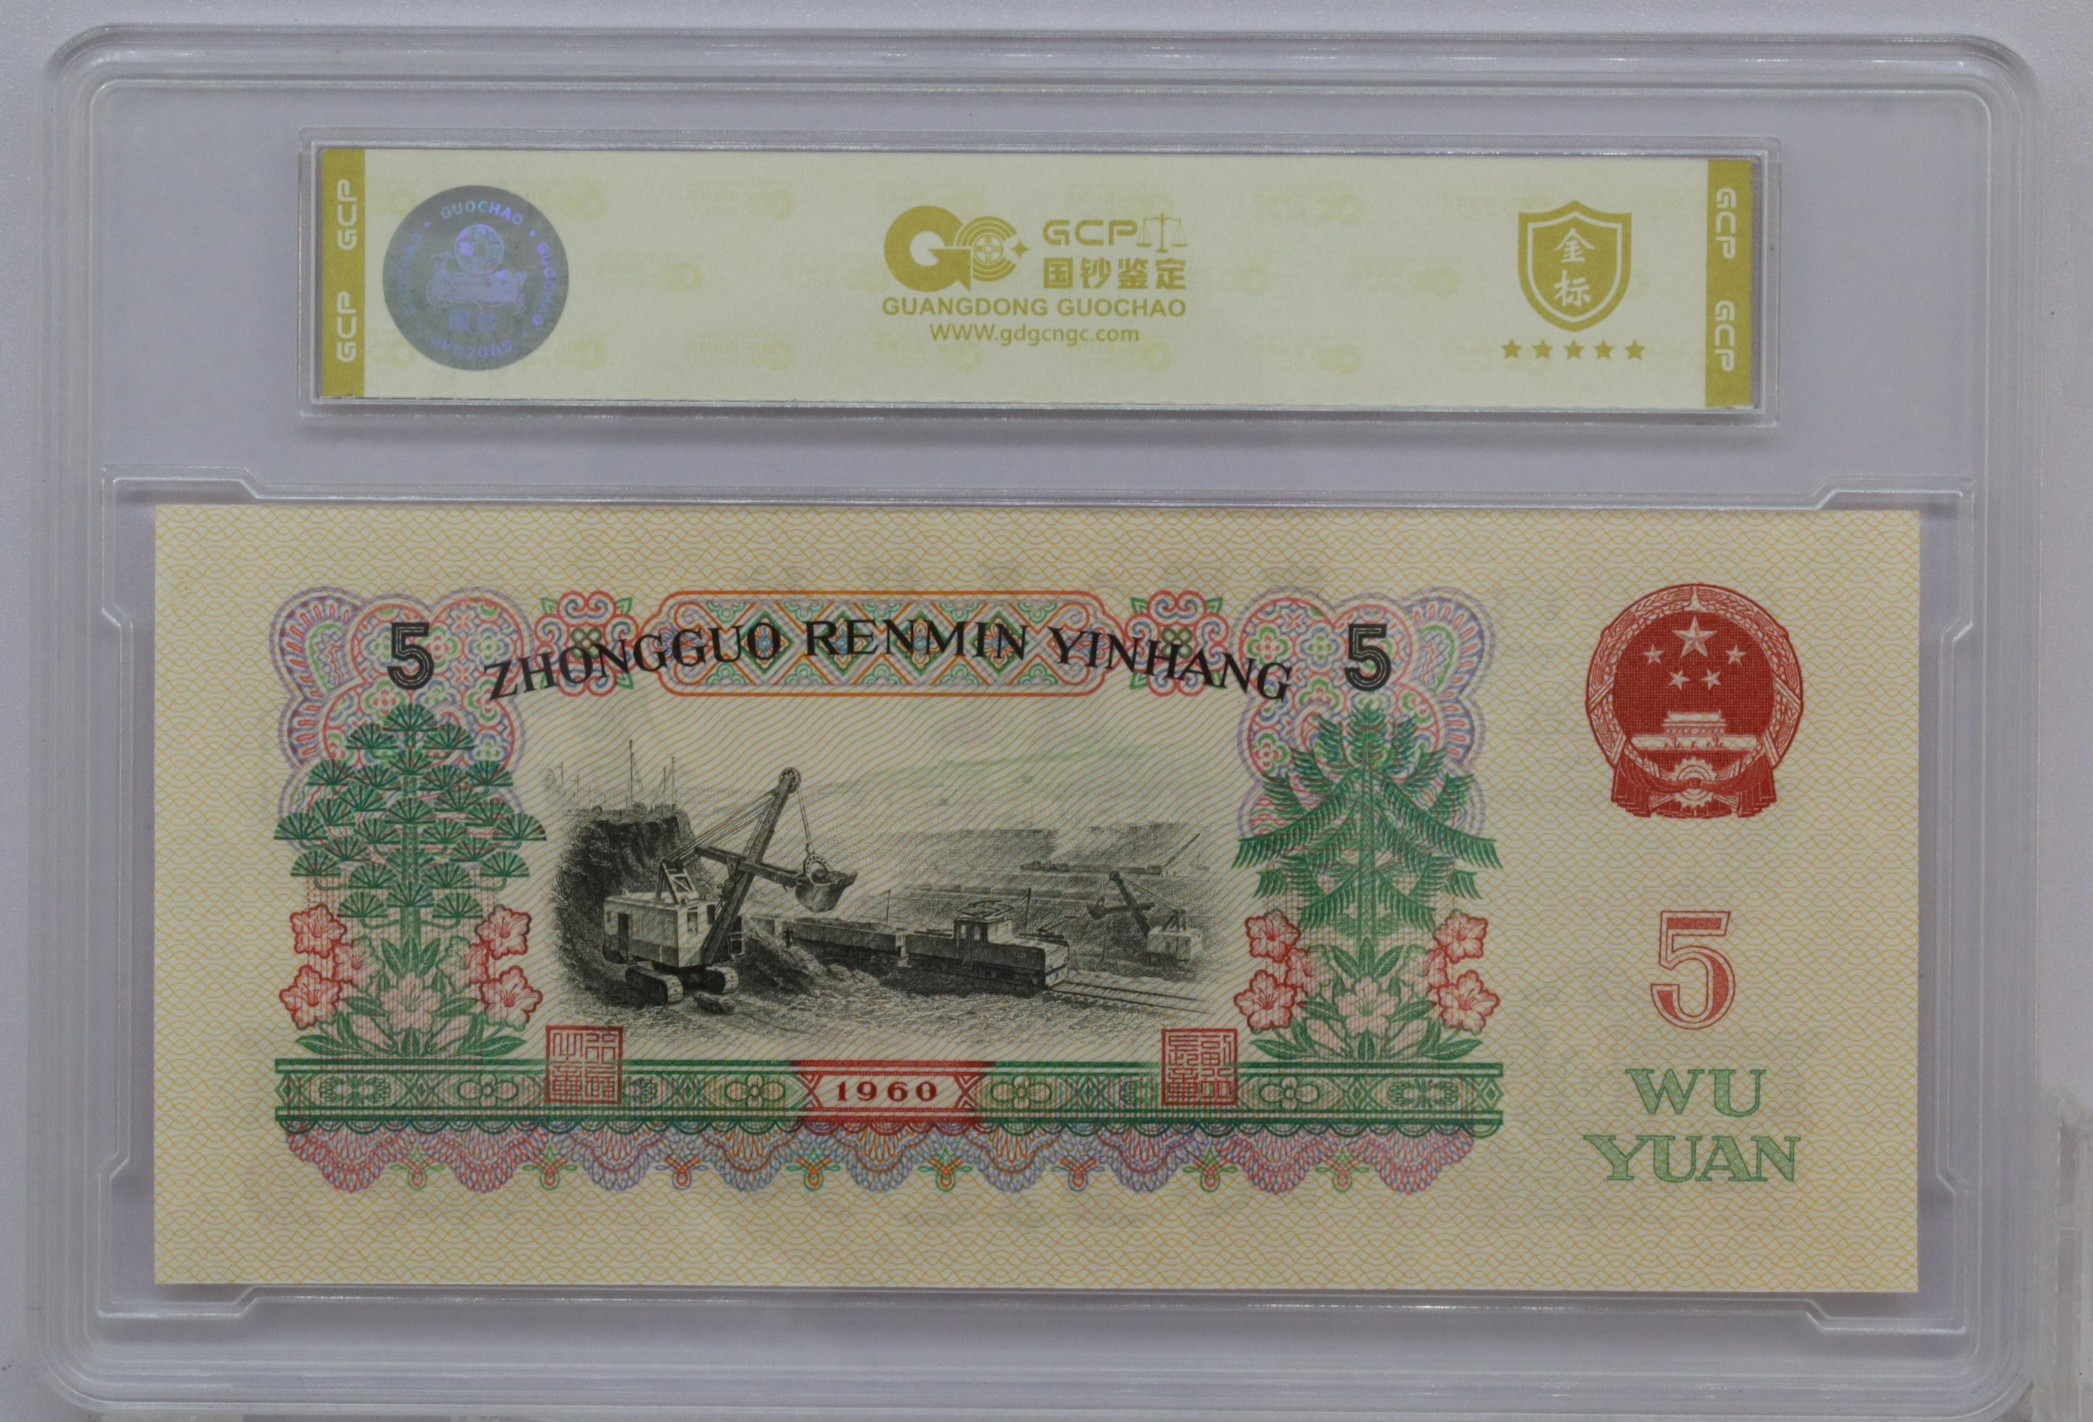 GCP GCP
GUOCHAO
GCP
国钞鉴定
GUANGDONG GUOCHAO
WWW.gdgcngc.com
金
标
GCP GCP
5 ZHONGGUO RENMIN YINHANG 5
1960
5
WU
YUAN